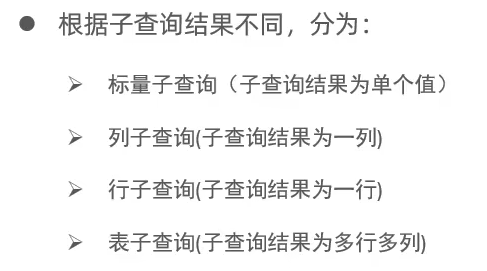 ● 根据子查询结果不同，分为：
➢ 标量子查询（子查询结果为单个值）
➢ 列子查询(子查询结果为一列)
➢ 行子查询(子查询结果为一行)
➢ 表子查询(子查询结果为多行多列)